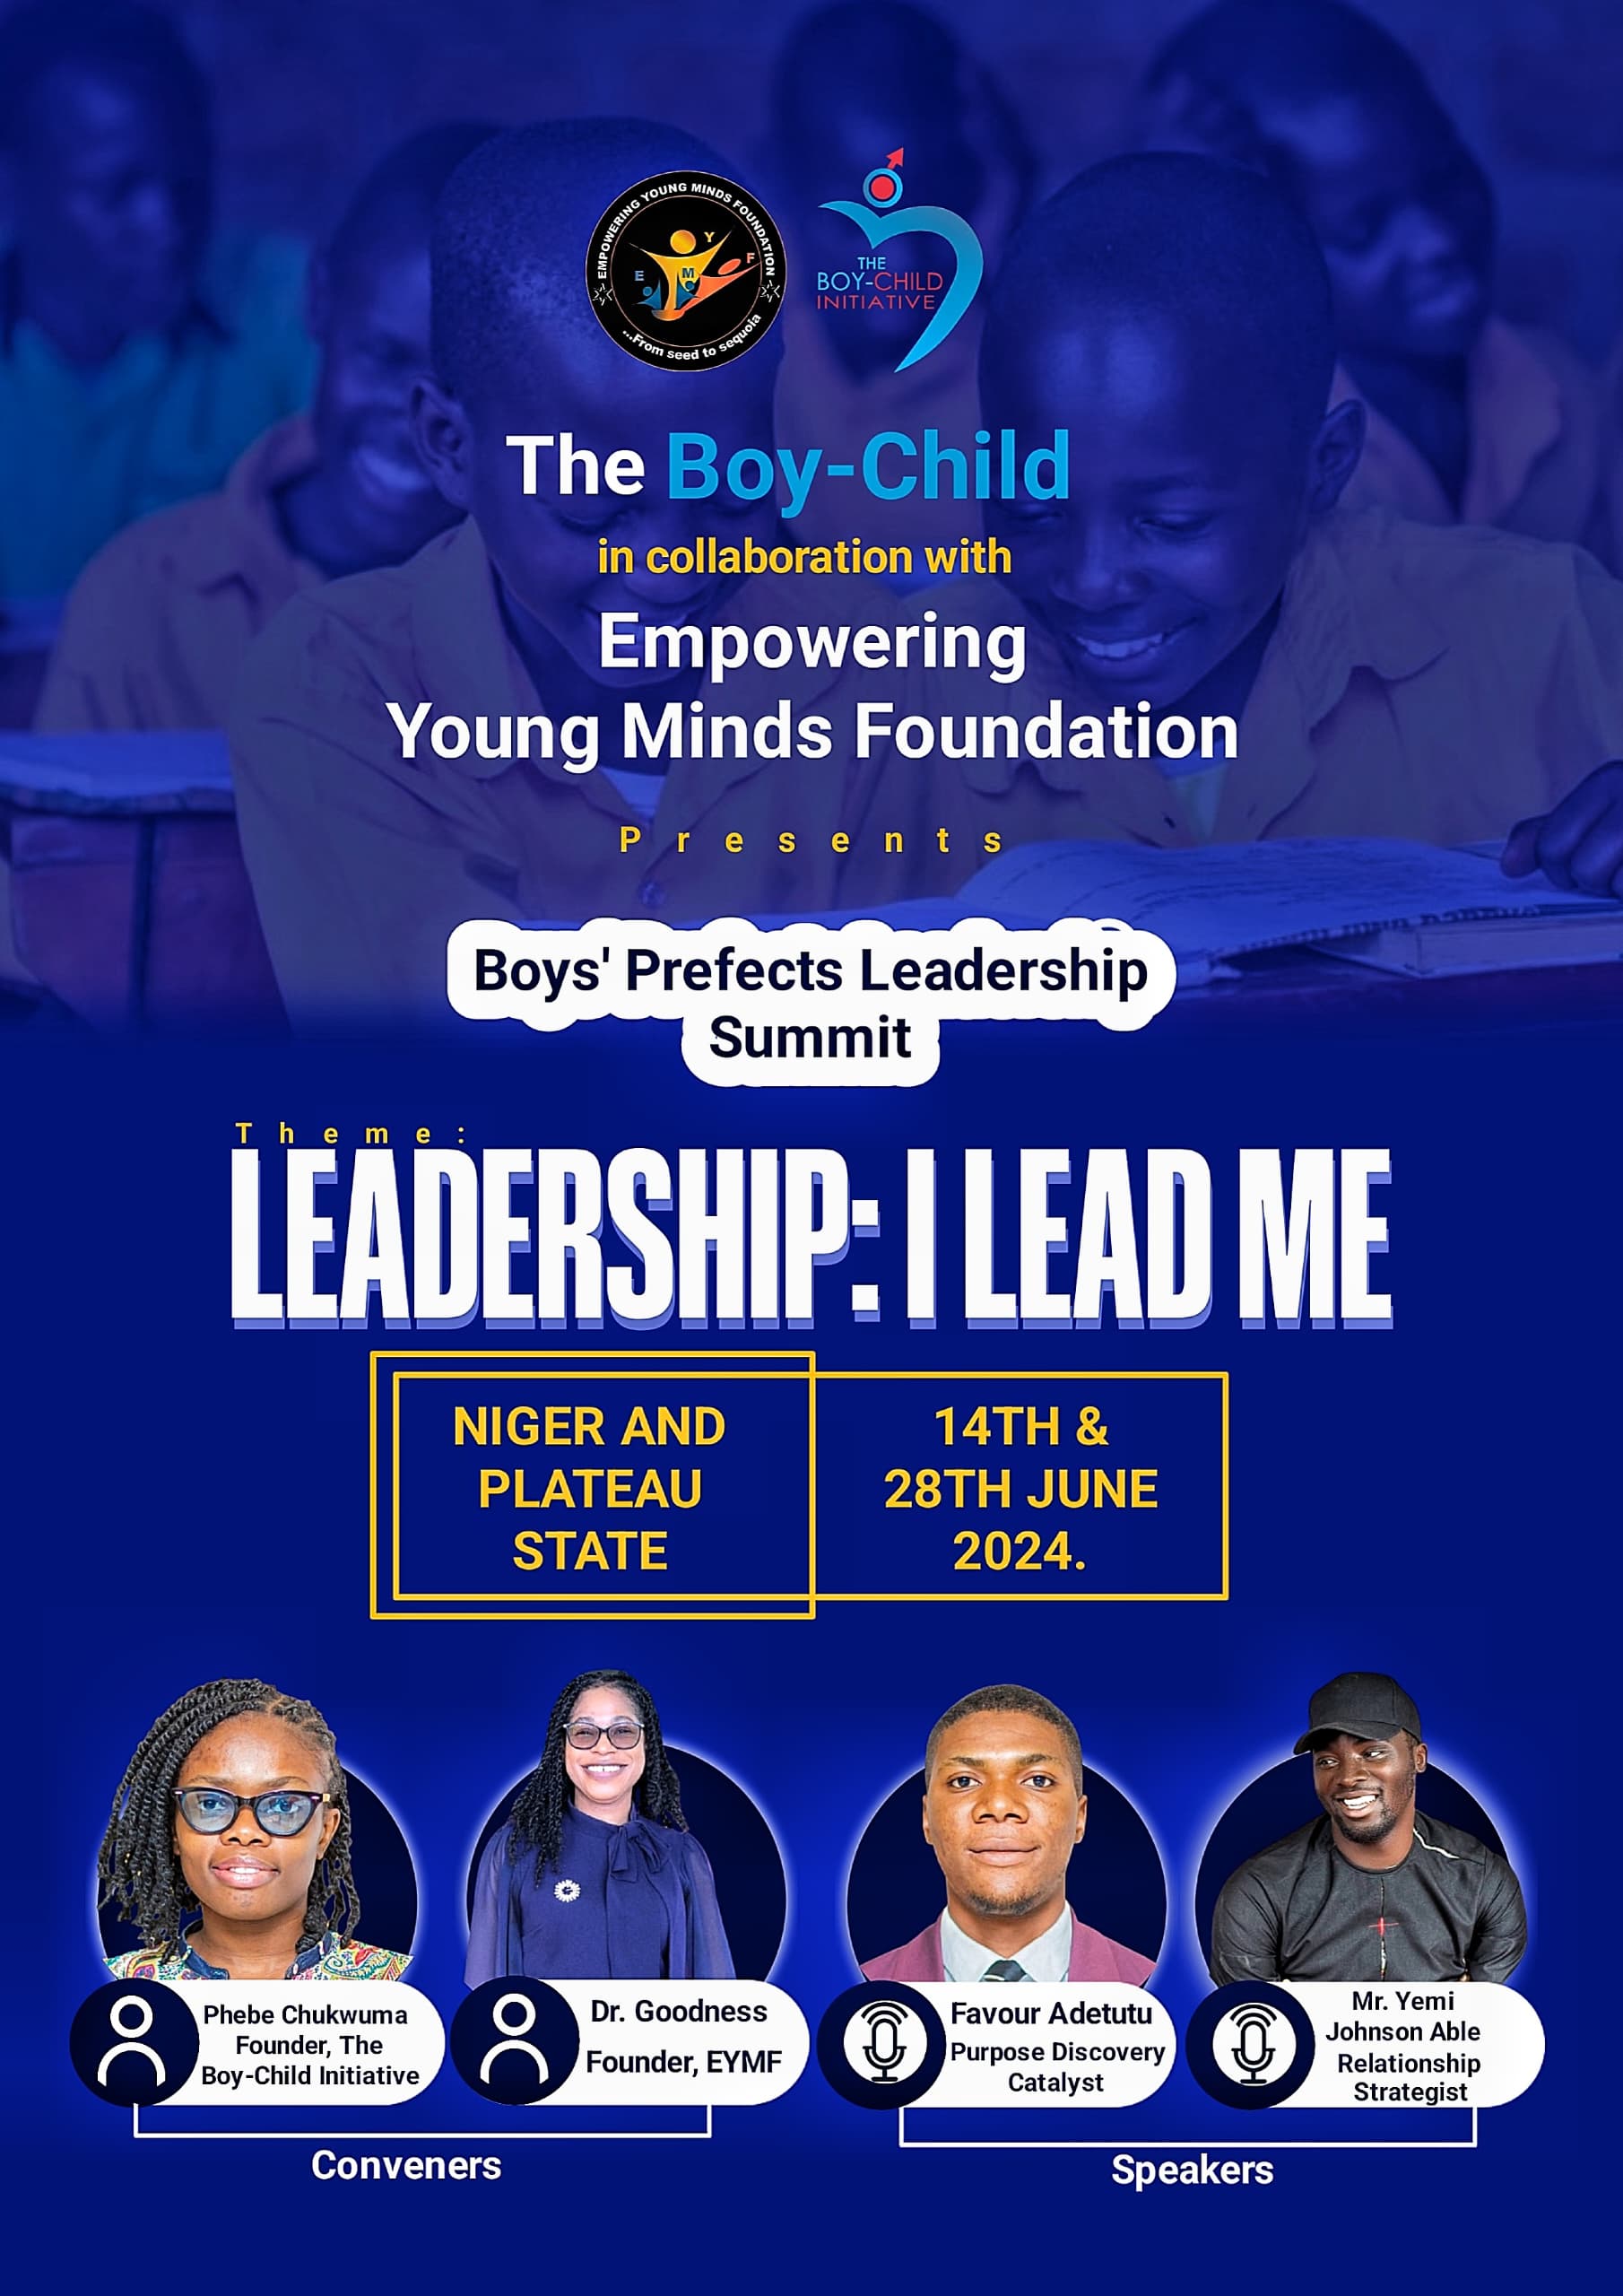 EMPOWERING YOUNG MINDS FOUNDATION
E Y M F
...From seed to sequoia
THE
BOY-CHILD
INITIATIVE
The Boy-Child
in collaboration with
Empowering
Young Minds Foundation
Presents
Boys' Prefects Leadership
Summit
Theme:
LEADERSHIP: I LEAD ME
NIGER AND
PLATEAU
STATE
14TH &
28TH JUNE
2024.
Phebe Chukwuma
Founder, The
Boy-Child Initiative
Dr. Goodness
Founder, EYMF
Favour Adetutu
Purpose Discovery
Catalyst
Mr. Yemi
Johnson Able
Relationship
Strategist
Conveners
Speakers